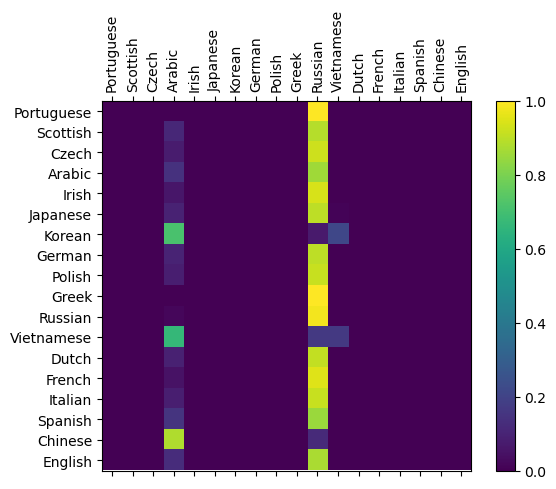 Portuguese
Scottish
Czech
Arabic
Irish
Japanese
Korean
German
Polish
Greek
Russian
Vietnamese
Dutch
French
Italian
Spanish
Chinese
English
Portuguese
Scottish
Czech
Arabic
Irish
Japanese
Korean
German
Polish
Greek
Russian
Vietnamese
Dutch
French
Italian
Spanish
Chinese
English
1.0
0.8
0.6
0.4
0.2
0.0